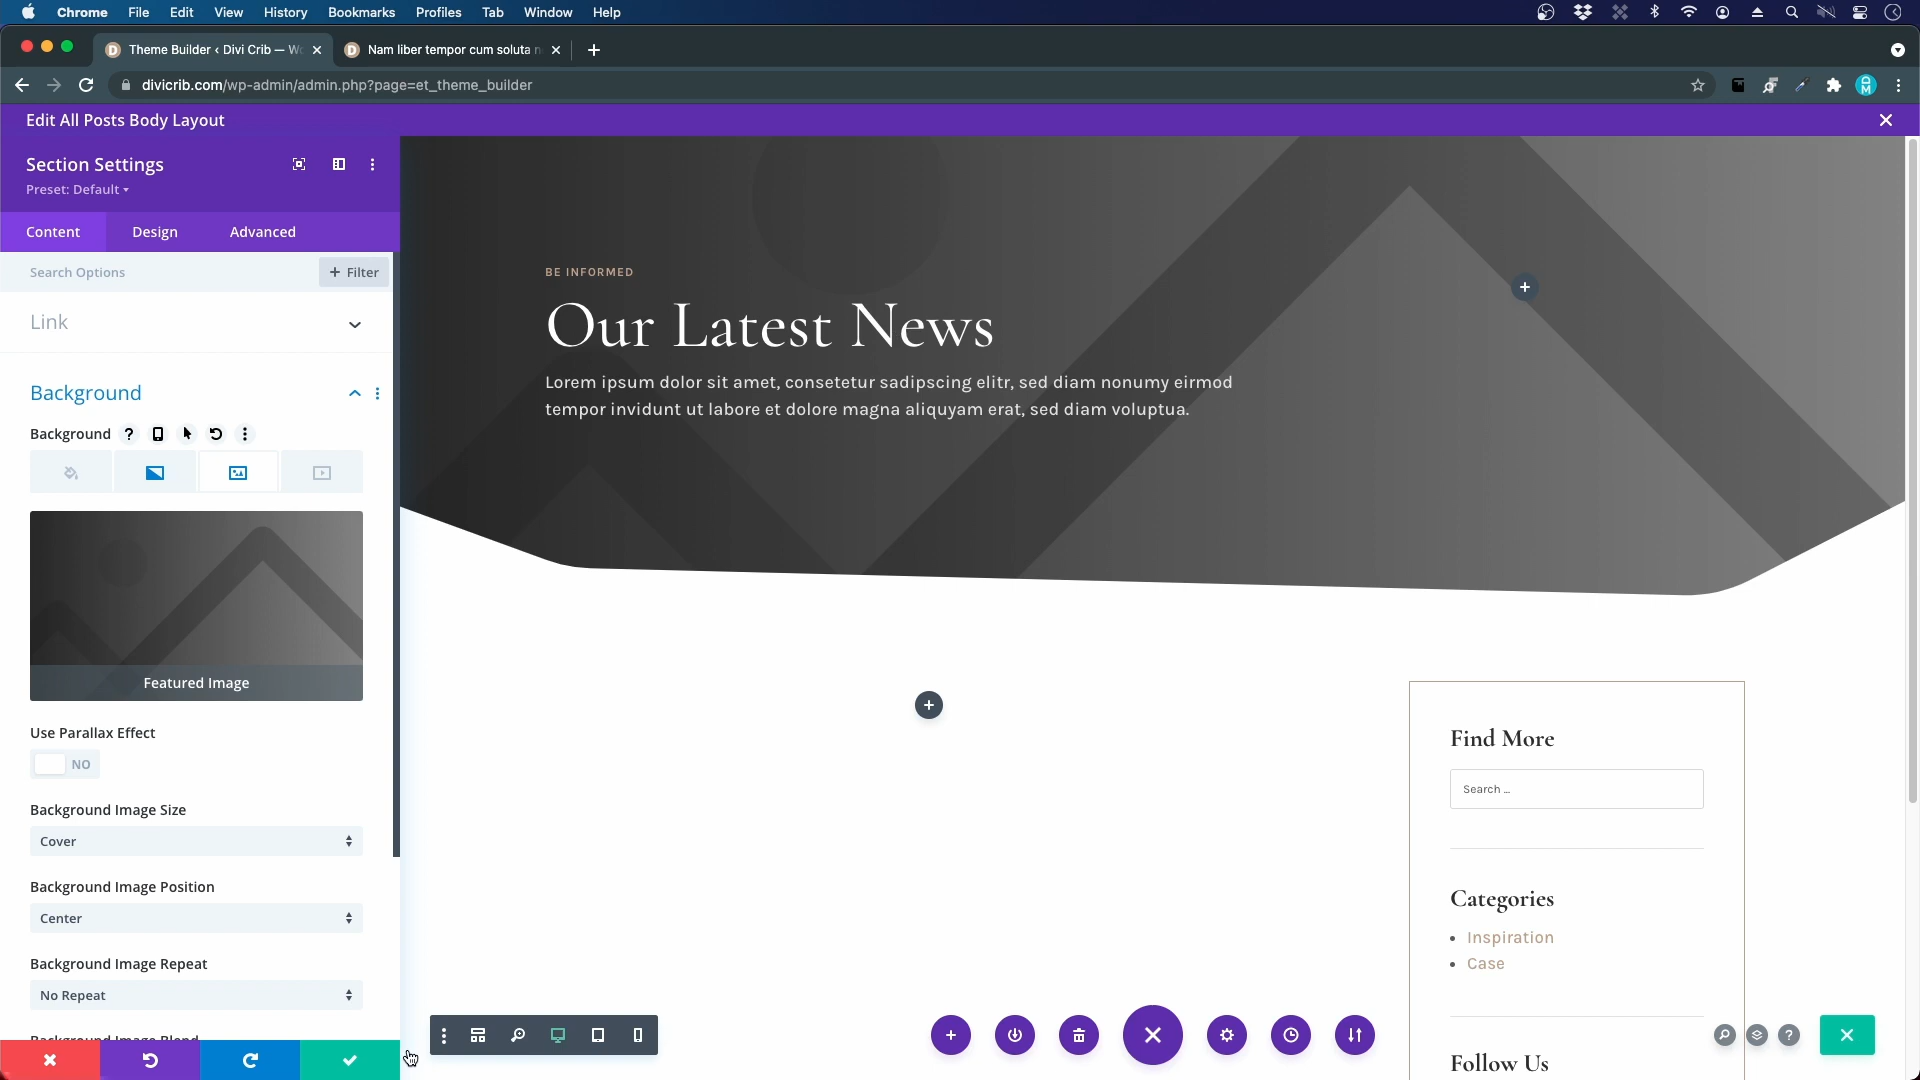 Chrome File Edit View History Bookmarks Profiles Tab Window Help
Theme Builder ‹ Divi Crib — Wo
Nam liber tempor cum soluta n
divicrib.com/wp-admin/admin.php?page=et_theme_builder
Edit All Posts Body Layout
Section Settings
Preset: Default
Content Design Advanced
Search Options
+ Filter
Link
Background
Background
Featured Image
Use Parallax Effect
NO
Background Image Size
Cover
Background Image Position
Center
Background Image Repeat
No Repeat
Background Image Blend
BE INFORMED
Our Latest News
Lorem ipsum dolor sit amet, consetetur sadipscing elitr, sed diam nonumy eirmod
tempor invidunt ut labore et dolore magna aliquyam erat, sed diam voluptua.
Find More
Search ...
Categories
Inspiration
Case
Follow Us